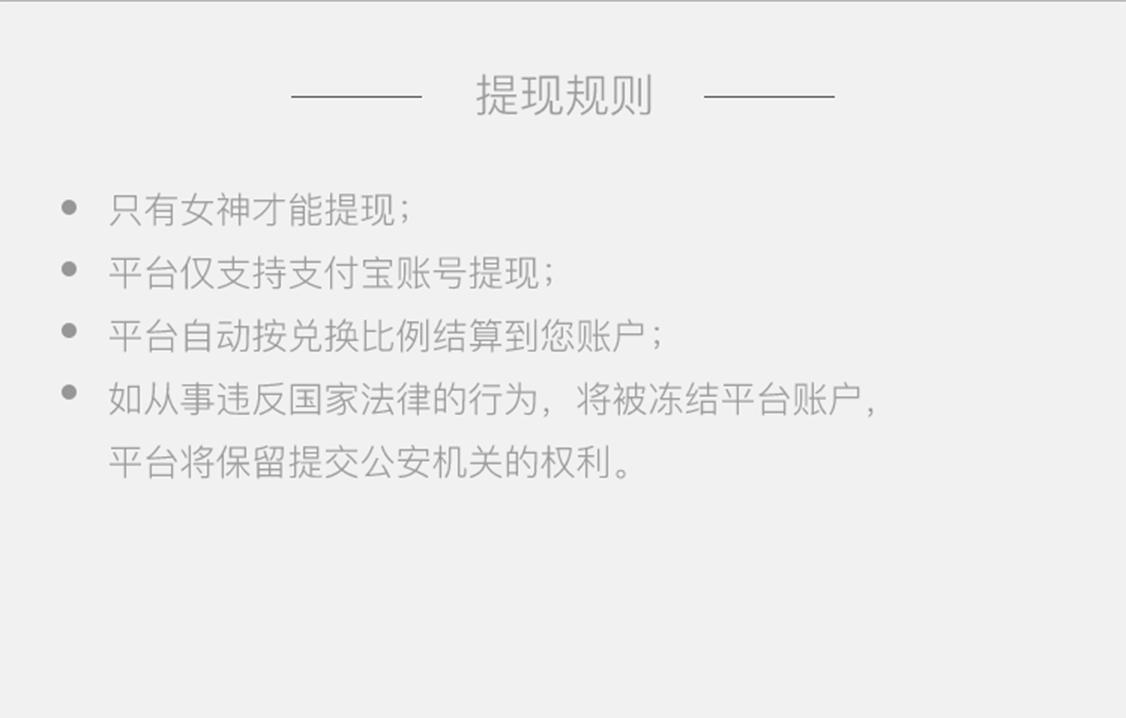 提现规则
只有女神才能提现；
平台仅支持支付宝账号提现；
平台自动按兑换比例结算到您账户；
如从事违反国家法律的行为，将被冻结平台账户，
平台将保留提交公安机关的权利。